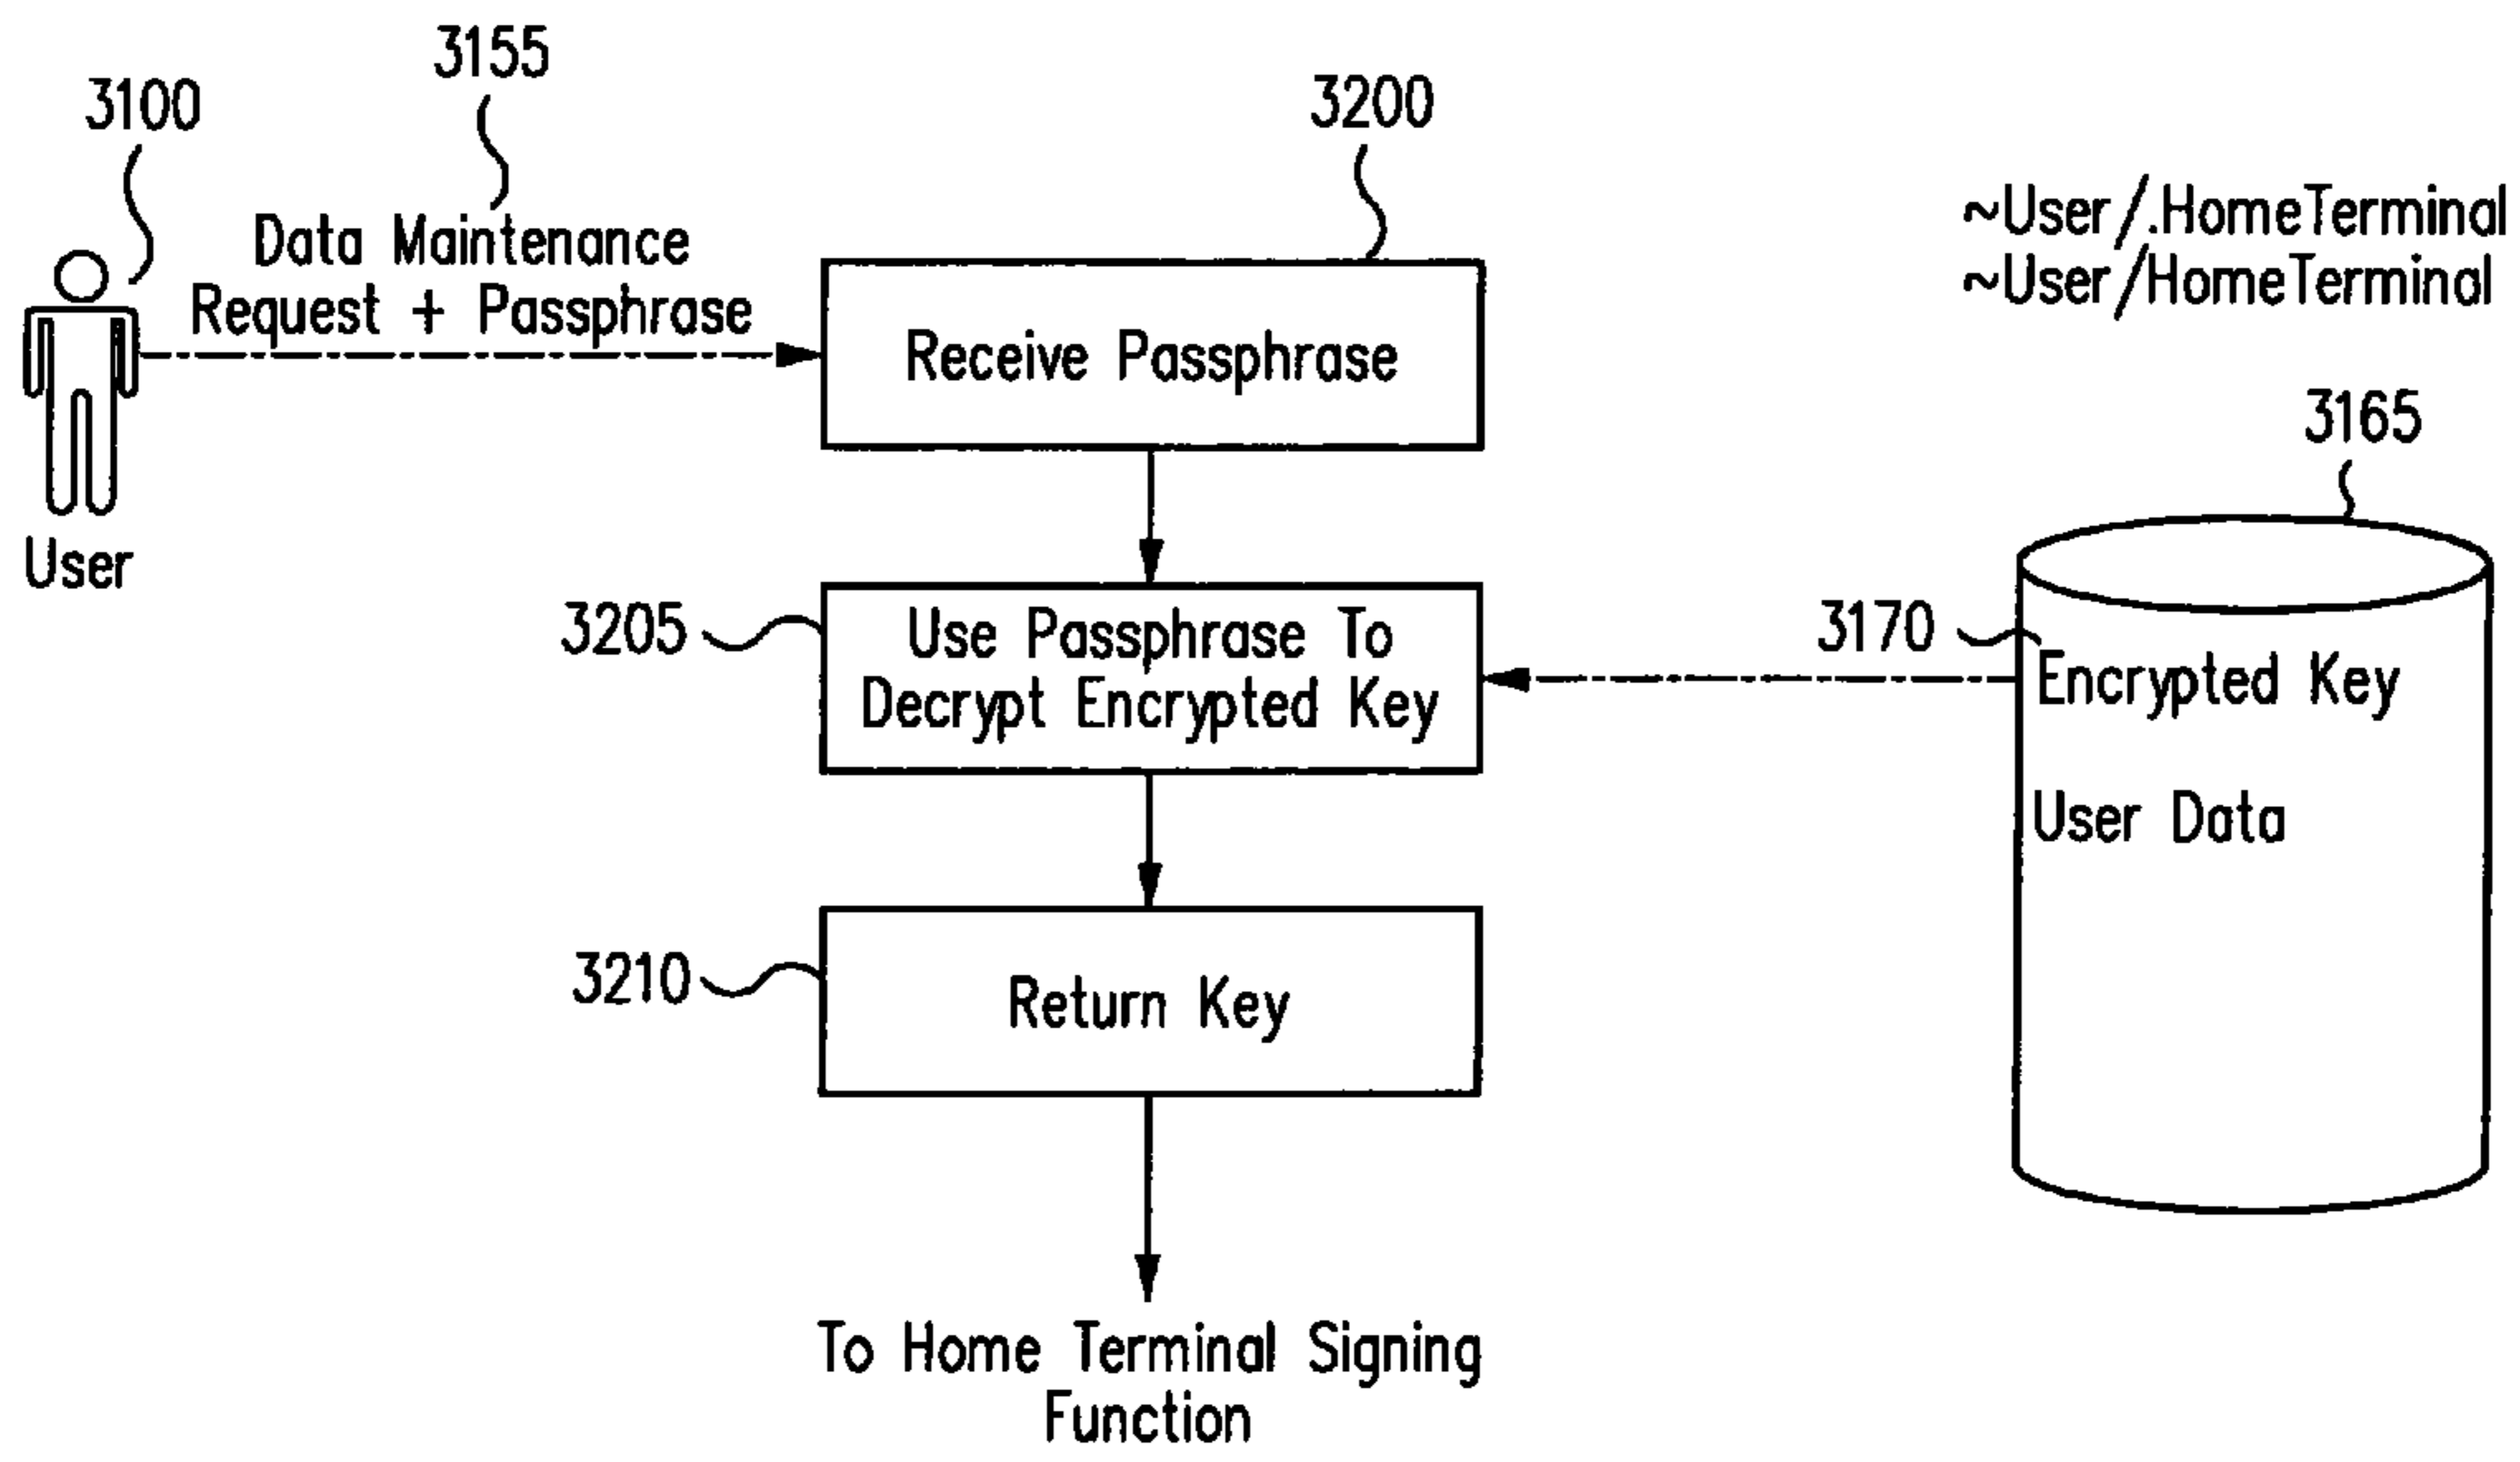 3155
3100
3200
Data Maintenance
Request + Passphrase
~User/.HomeTerminal
~User/HomeTerminal
Receive Passphrase
3165
User
3205
Use Passphrase To
Decrypt Encrypted Key
3170
Encrypted Key
User Data
3210
Return Key
To Home Terminal Signing
Function